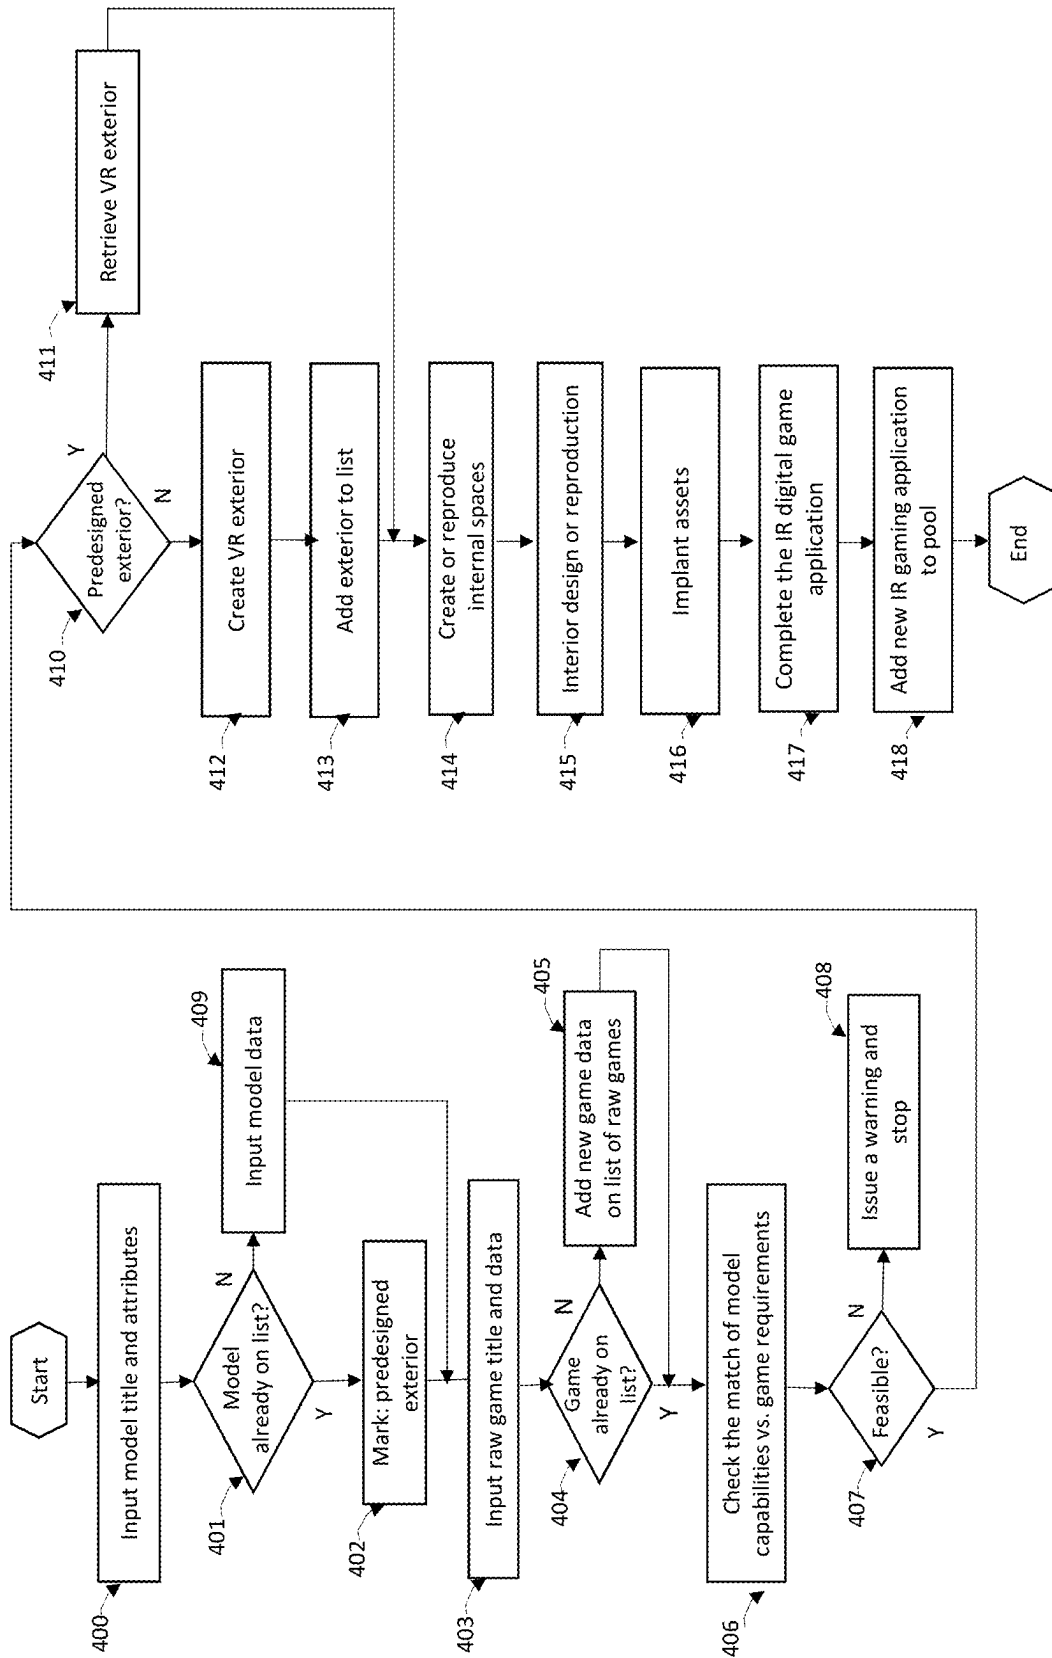 Start
Input model title and attributes
400
Model
already on list?
401
N
Y
Input model data
409
Mark: predesigned
exterior
402
Input raw game title and data
403
Game
already on
list?
404
N
Y
Add new game data
on list of raw games
405
Check the match of model
capabilities vs. game requirements
406
Feasible?
407
N
Y
Issue a warning and
stop
408
Predesigned
exterior?
410
Y
N
Retrieve VR exterior
411
Create VR exterior
412
Add exterior to list
413
Create or reproduce
internal spaces
414
Interior design or reproduction
415
Implant assets
416
Complete the IR digital game
application
417
Add new IR gaming application
to pool
418
End